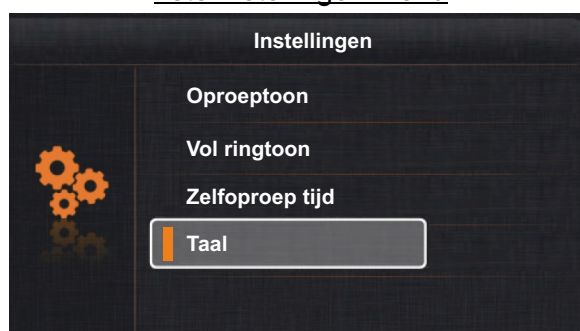 Instellingen
Oproeptoon
Vol ringtoon
Zelfoproep tijd
Taal